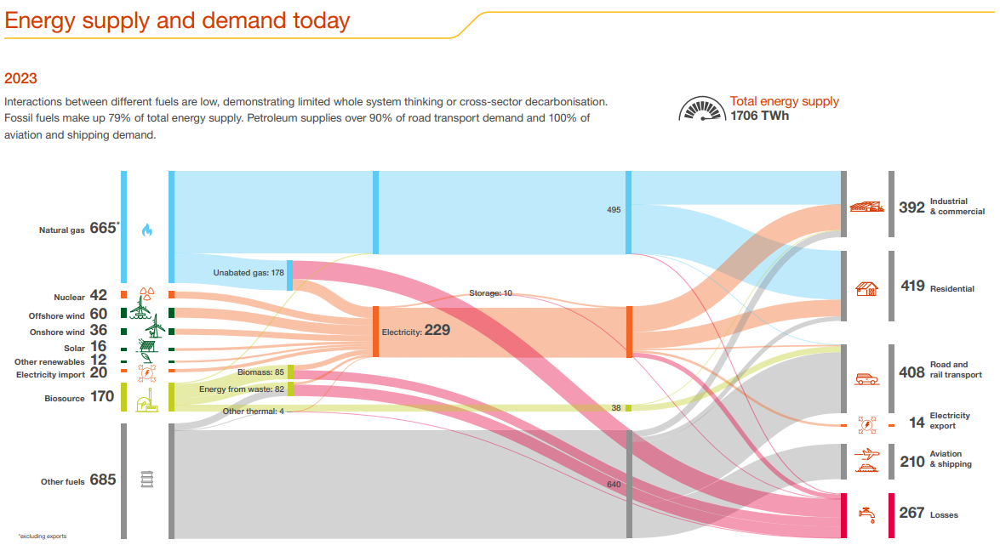 Energy supply and demand today
2023
Interactions between different fuels are low, demonstrating limited whole system thinking or cross-sector decarbonisation.
Fossil fuels make up 79% of total energy supply. Petroleum supplies over 90% of road transport demand and 100% of
aviation and shipping demand.
Total energy supply
1706 TWh
Natural gas 665*
Nuclear 42
Offshore wind 60
Onshore wind 36
Solar 16
Other renewables 12
Electricity import 20
Biosource 170
Other fuels 685
Unabated gas: 178
Storage: 10
Electricity: 229
Biomass: 85
Energy from waste: 82
Other thermal: 4
495
38
640
392 Industrial
& commercial
419 Residential
408 Road and
rail transport
14 Electricity
export
210 Aviation
& shipping
267 Losses
*excluding exports